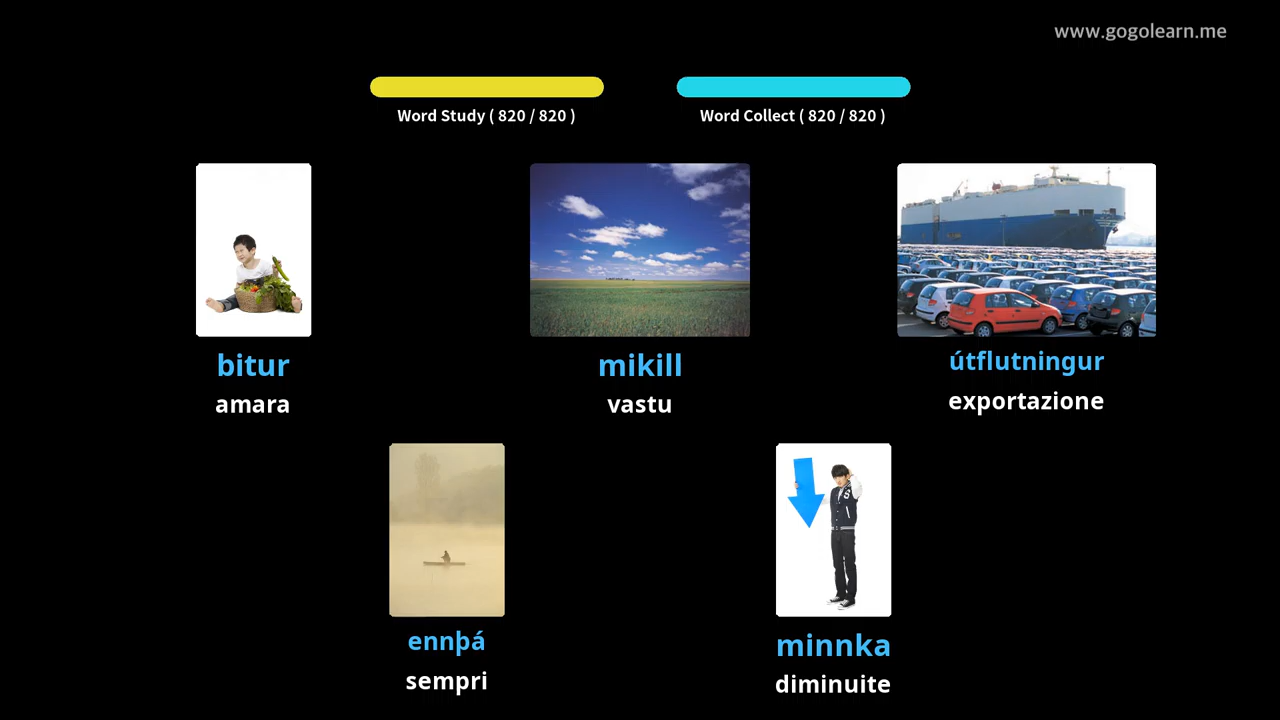 www.gogolearn.me
Word Study ( 820 / 820 )
Word Collect ( 820 / 820 )
bitur
amara
mikill
vastu
útflutningur
exportazione
ennþá
sempri
minnka
diminuite